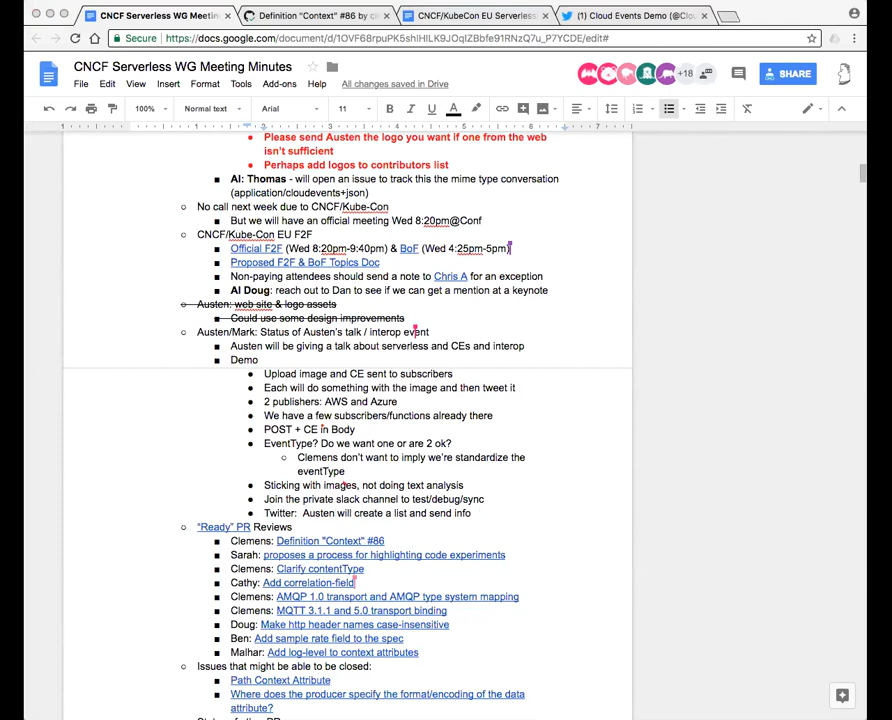 CNCF Serverless WG Meetin
Definition "Context" #86 by cl
CNCF/KubeCon EU Serverless
(1) Cloud Events Demo (@Clou
Secure
https://docs.google.com/document/d/1OVF68rpuPK5shIHILK9JOqIZBbfe91RNzQ7u_P7YCDE/edit#
CNCF Serverless WG Meeting Minutes
File Edit View Insert Format Tools Add-ons Help All changes saved in Drive
+18
SHARE
100% Normal text Arial 11
1 1 2 3 4 5 6 7
Please send Austen the logo you want if one from the web
isn't sufficient
Perhaps add logos to contributors list
AI: Thomas - will open an issue to track this the mime type conversation
(application/cloudevents+json)
No call next week due to CNCF/Kube-Con
But we will have an official meeting Wed 8:20pm@Conf
CNCF/Kube-Con EU F2F
Official F2F (Wed 8:20pm-9:40pm) & BoF (Wed 4:25pm-5pm)
Proposed F2F & BoF Topics Doc
Non-paying attendees should send a note to Chris A for an exception
AI Doug: reach out to Dan to see if we can get a mention at a keynote
Austen: web site & logo assets
Could use some design improvements
Austen/Mark: Status of Austen's talk / interop event
Austen will be giving a talk about serverless and CEs and interop
Demo
Upload image and CE sent to subscribers
Each will do something with the image and then tweet it
2 publishers: AWS and Azure
We have a few subscribers/functions already there
POST + CE in Body
EventType? Do we want one or are 2 ok?
Clemens don't want to imply we're standardize the
eventType
Sticking with images, not doing text analysis
Join the private slack channel to test/debug/sync
Twitter: Austen will create a list and send info
"Ready" PR Reviews
Clemens: Definition "Context" #86
Sarah: proposes a process for highlighting code experiments
Clemens: Clarify contentType
Cathy: Add correlation-field
Clemens: AMQP 1.0 transport and AMQP type system mapping
Clemens: MQTT 3.1.1 and 5.0 transport binding
Doug: Make http header names case-insensitive
Ben: Add sample rate field to the spec
Malhar: Add log-level to context attributes
Issues that might be able to be closed:
Path Context Attribute
Where does the producer specify the format/encoding of the data
attribute?